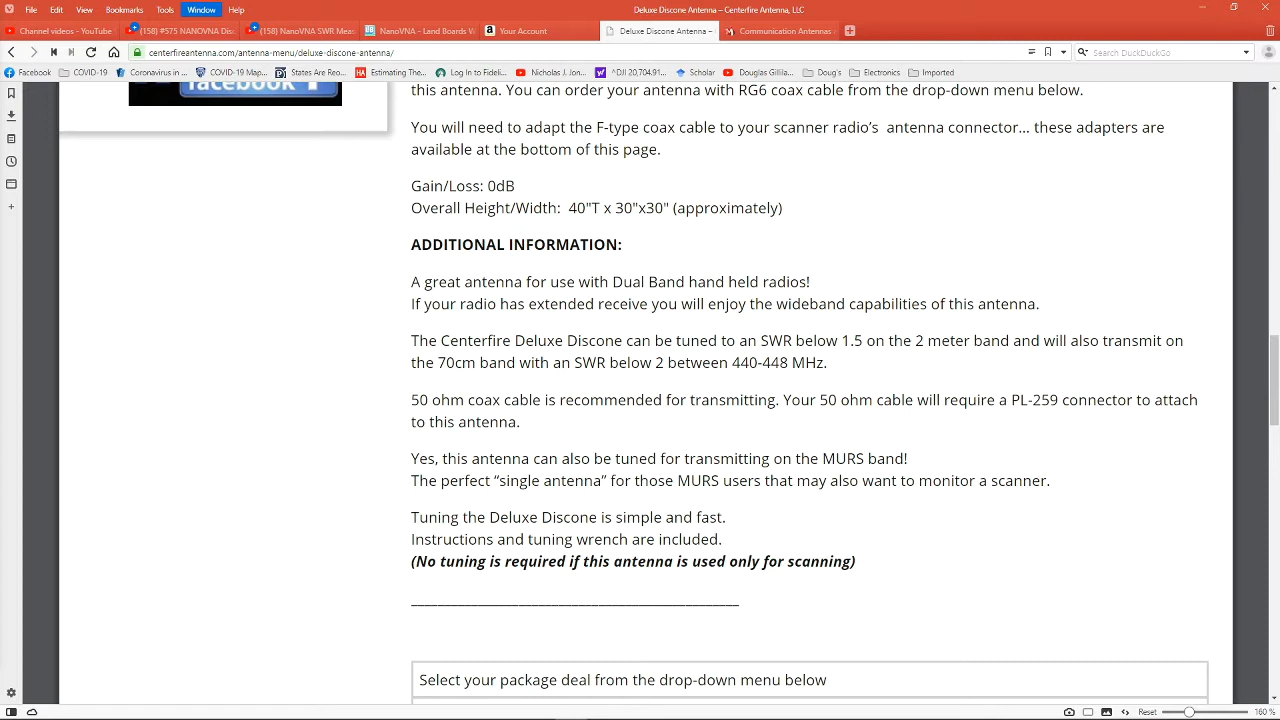 File Edit View Bookmarks Tools Window Help
Deluxe Discone Antenna – Centerfire Antenna, LLC
Channel videos - YouTube
(158) #575 NANOVNA Disc
(158) NanoVNA SWR Meas
NanoVNA – Land Boards V
Your Account
Deluxe Discone Antenna –
Communication Antennas
centerfireantenna.com/antenna-menu/deluxe-discone-antenna/
Search DuckDuckGo
Facebook COVID-19 Coronavirus in ... COVID-19 Map... States Are Reo... Estimating The... Log In to Fideli... Nicholas J. Jon... ^DJI 20,704.91... Scholar Douglas Gillila... Doug's Electronics Imported
facebook
this antenna. You can order your antenna with RG6 coax cable from the drop-down menu below.
You will need to adapt the F-type coax cable to your scanner radio’s antenna connector… these adapters are
available at the bottom of this page.
Gain/Loss: 0dB
Overall Height/Width: 40"T x 30"x30" (approximately)
ADDITIONAL INFORMATION:
A great antenna for use with Dual Band hand held radios!
If your radio has extended receive you will enjoy the wideband capabilities of this antenna.
The Centerfire Deluxe Discone can be tuned to an SWR below 1.5 on the 2 meter band and will also transmit on
the 70cm band with an SWR below 2 between 440-448 MHz.
50 ohm coax cable is recommended for transmitting. Your 50 ohm cable will require a PL-259 connector to attach
to this antenna.
Yes, this antenna can also be tuned for transmitting on the MURS band!
The perfect “single antenna” for those MURS users that may also want to monitor a scanner.
Tuning the Deluxe Discone is simple and fast.
Instructions and tuning wrench are included.
(No tuning is required if this antenna is used only for scanning)
Select your package deal from the drop-down menu below
Reset 160 %